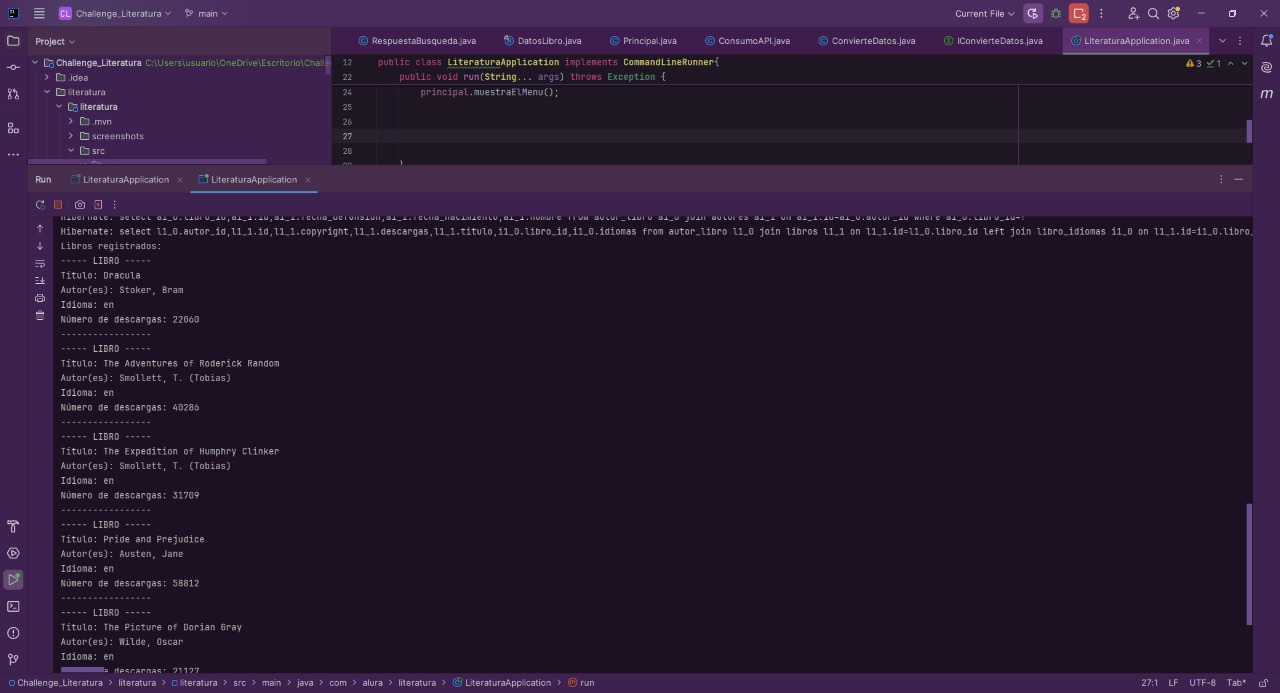 CL Challenge_Literatura main Current File
Project RespuestaBusqueda.java DatosLibro.java Principal.java ConsumoAPI.java ConvierteDatos.java IConvierteDatos.java LiteraturaApplication.java
Challenge_Literatura C:\Users\usuario\OneDrive\Escritorio\Challe
.idea
literatura
literatura
.mvn
screenshots
src
12 public class LiteraturaApplication implements CommandLineRunner{ 3 1
22 public void run(String... args) throws Exception {
24 principal.muestraElMenu();
25
26
27
28
Run LiteraturaApplication LiteraturaApplication
Hibernate: select a1_0.libro_id,a1_1.id,a1_1.fecha_defunsion,a1_1.fecha_nacimiento,a1_1.nombre from autor_libro a1_0 join autores a1_1 on a1_1.id=a1_0.autor_id where a1_0.libro_id=?
Hibernate: select l1_0.autor_id,l1_1.id,l1_1.copyright,l1_1.descargas,l1_1.titulo,i1_0.libro_id,i1_0.idiomas from autor_libro l1_0 join libros l1_1 on l1_1.id=l1_0.libro_id left join libro_idiomas i1_0 on l1_1.id=i1_0.libro_
Libros registrados:
----- LIBRO -----
Título: Dracula
Autor(es): Stoker, Bram
Idioma: en
Número de descargas: 22060
-----------------
----- LIBRO -----
Título: The Adventures of Roderick Random
Autor(es): Smollett, T. (Tobias)
Idioma: en
Número de descargas: 40286
-----------------
----- LIBRO -----
Título: The Expedition of Humphry Clinker
Autor(es): Smollett, T. (Tobias)
Idioma: en
Número de descargas: 31709
-----------------
----- LIBRO -----
Título: Pride and Prejudice
Autor(es): Austen, Jane
Idioma: en
Número de descargas: 58812
-----------------
----- LIBRO -----
Título: The Picture of Dorian Gray
Autor(es): Wilde, Oscar
Idioma: en
descargas: 21127
Challenge_Literatura > literatura > literatura > src > main > java > com > alura > literatura > LiteraturaApplication > run 27:1 LF UTF-8 Tab*